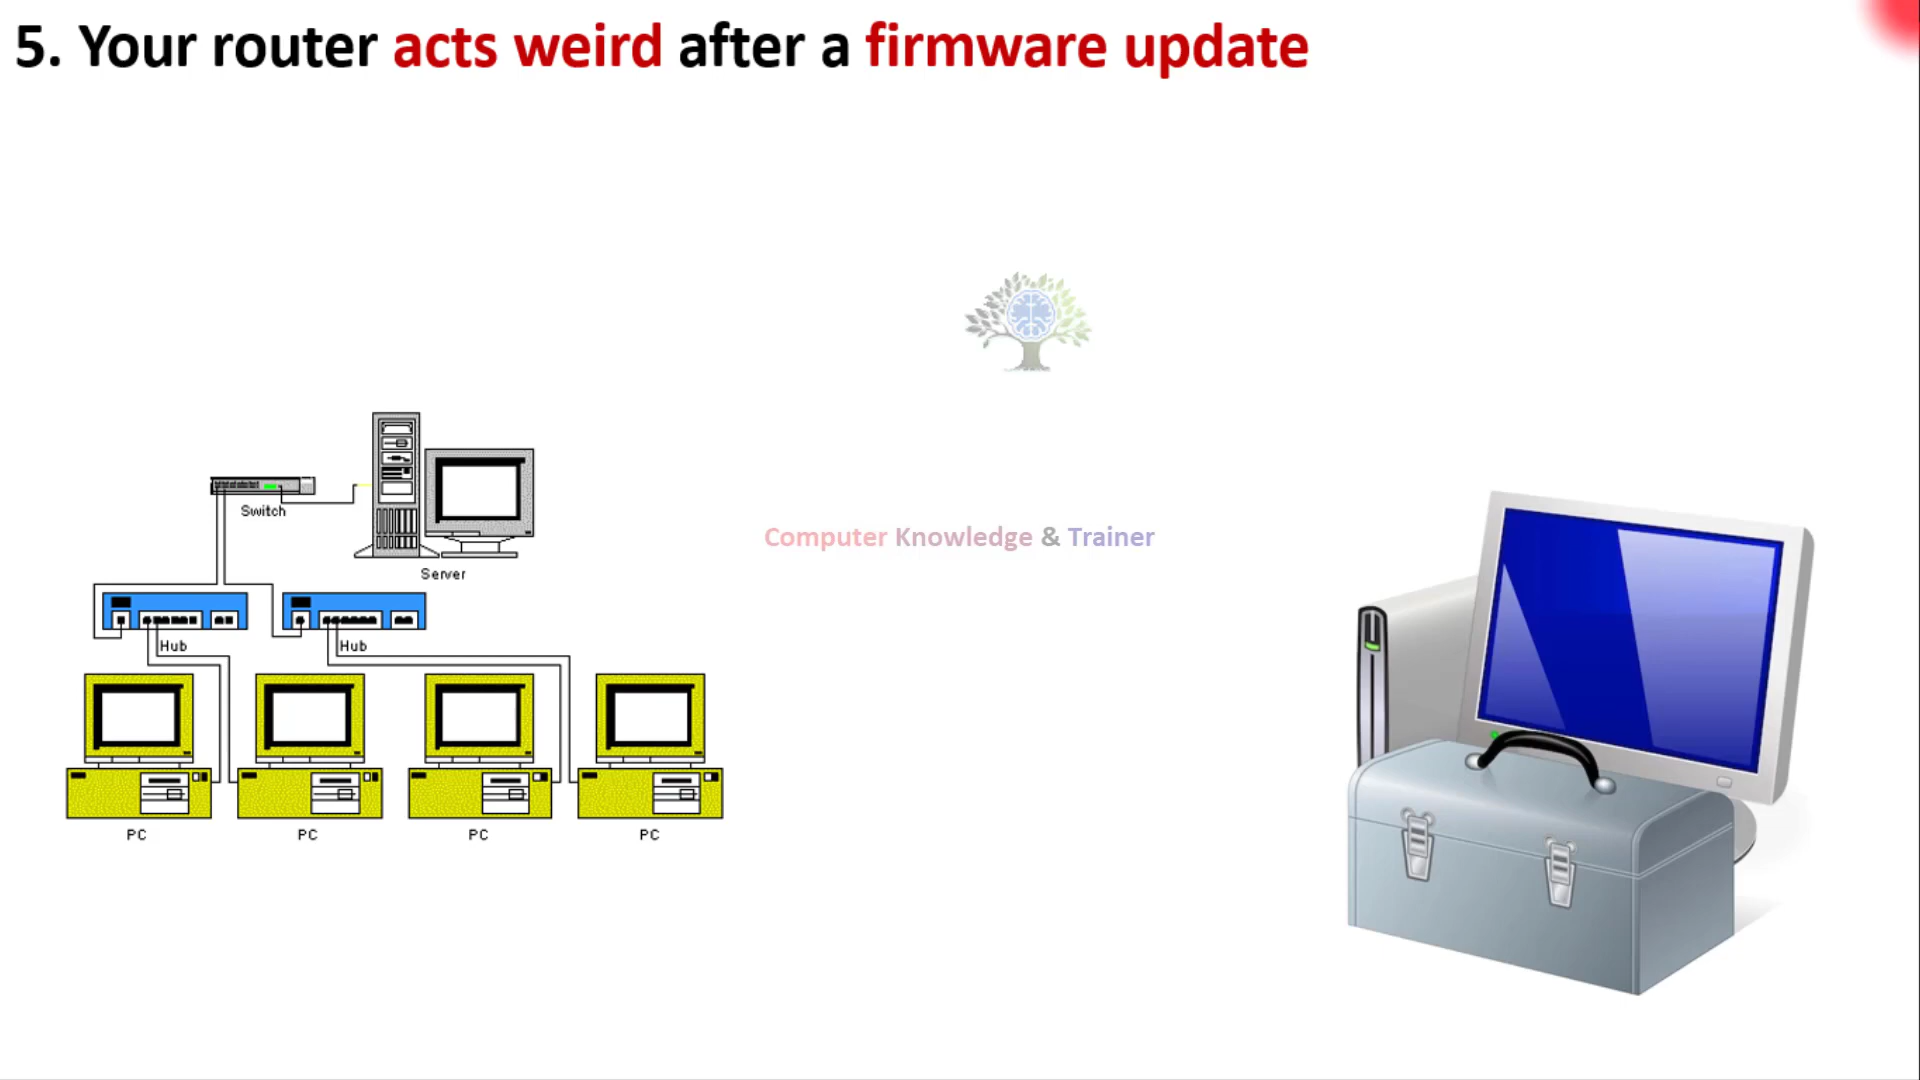 5. Your router acts weird after a firmware update
Computer Knowledge & Trainer
Switch
Server
Hub Hub
PC PC PC PC